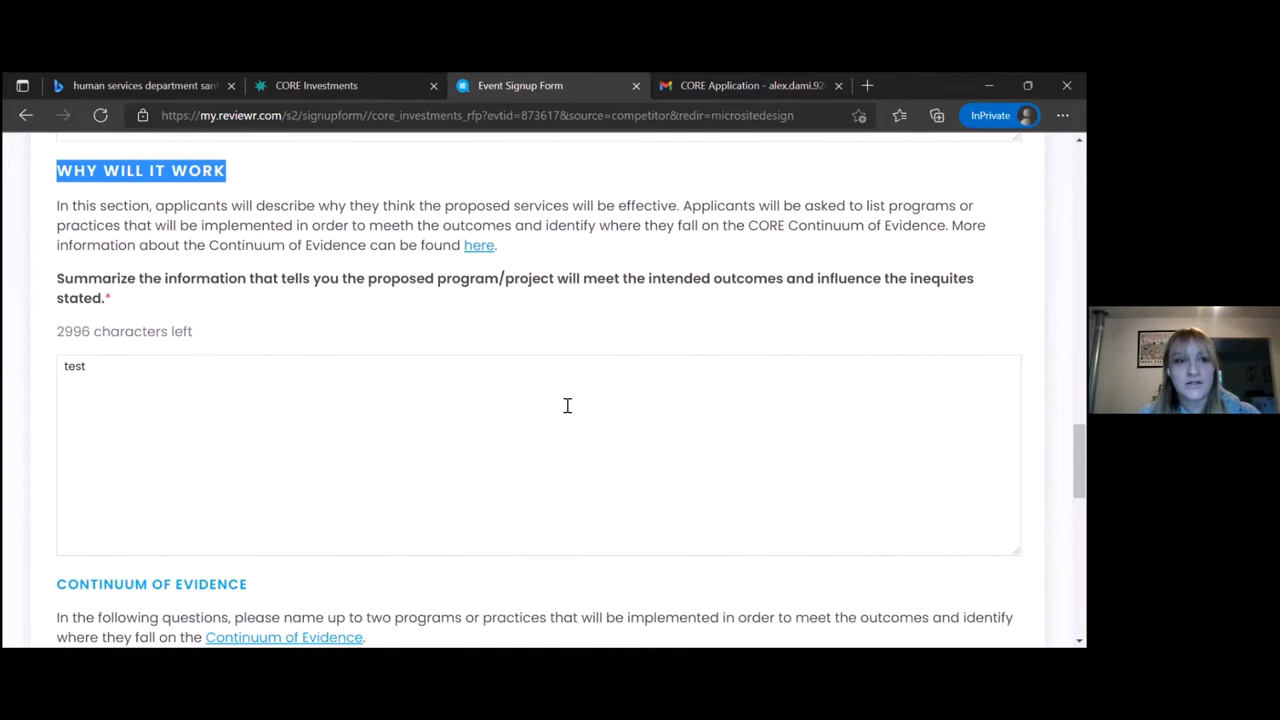 human services department sant
CORE Investments
Event Signup Form
CORE Application - alex.dami.92
https://my.reviewr.com/s2/signupform//core_investments_rfp?evtid=873617&source=competitor&redir=micrositedesign
InPrivate
WHY WILL IT WORK
In this section, applicants will describe why they think the proposed services will be effective. Applicants will be asked to list programs or
practices that will be implemented in order to meeth the outcomes and identify where they fall on the CORE Continuum of Evidence. More
information about the Continuum of Evidence can be found here.
Summarize the information that tells you the proposed program/project will meet the intended outcomes and influence the inequites
stated.*
2996 characters left
test
CONTINUUM OF EVIDENCE
In the following questions, please name up to two programs or practices that will be implemented in order to meet the outcomes and identify
where they fall on the Continuum of Evidence.